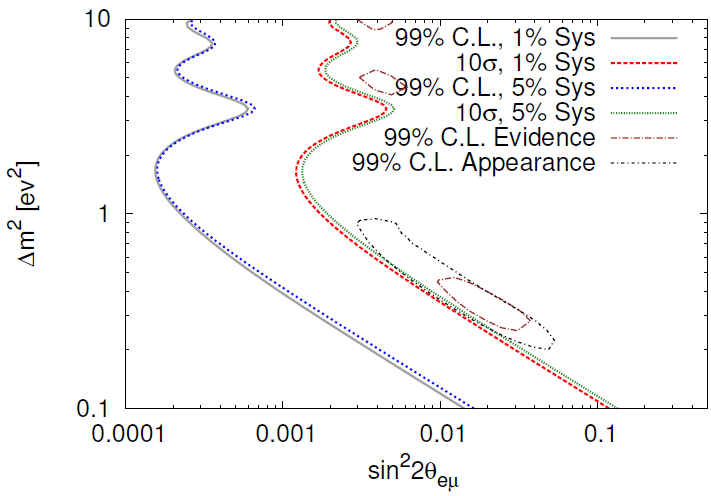 10
99% C.L., 1% Sys
10σ, 1% Sys
99% C.L., 5% Sys
10σ, 5% Sys
99% C.L. Evidence
99% C.L. Appearance
Δm² [ev²]
1
0.1
0.0001 0.001 0.01 0.1
sin²2θeμ